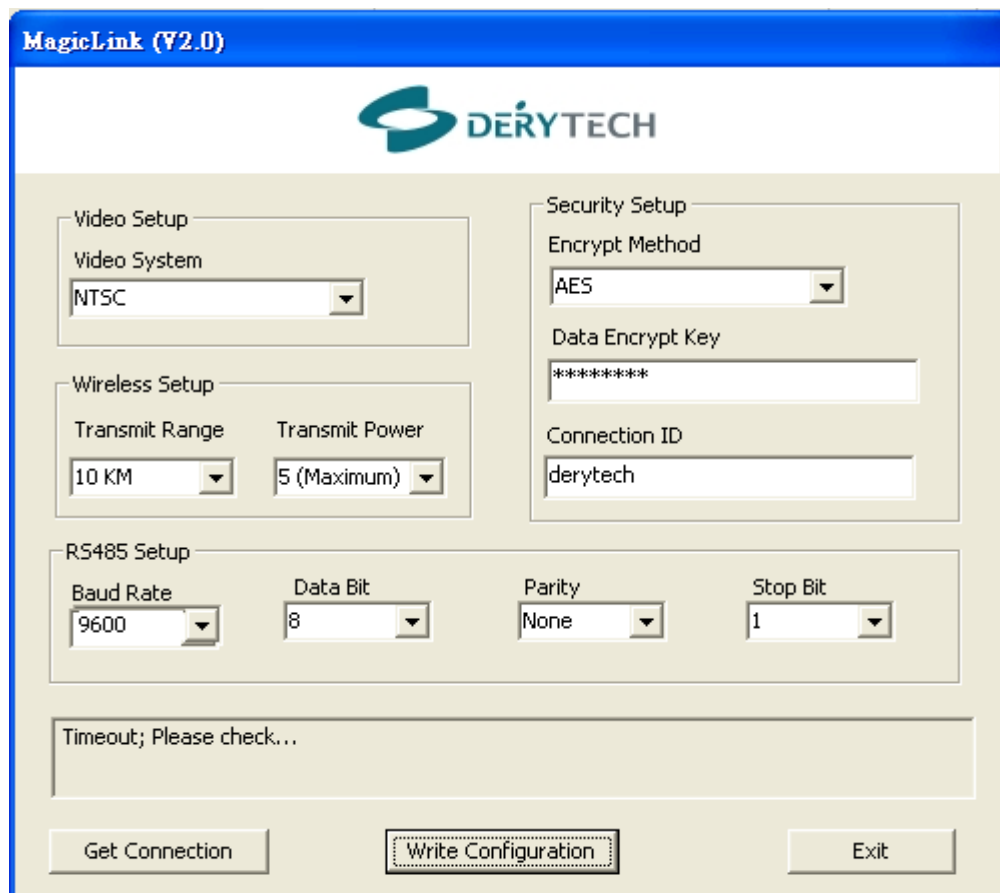 MagicLink (V2.0)
DERYTECH
Video Setup
Video System
NTSC
Security Setup
Encrypt Method
AES
Data Encrypt Key
********
Connection ID
derytech
Wireless Setup
Transmit Range
Transmit Power
10 KM
5 (Maximum)
RS485 Setup
Baud Rate
Data Bit
Parity
Stop Bit
9600
8
None
1
Timeout; Please check...
Get Connection
Write Configuration
Exit